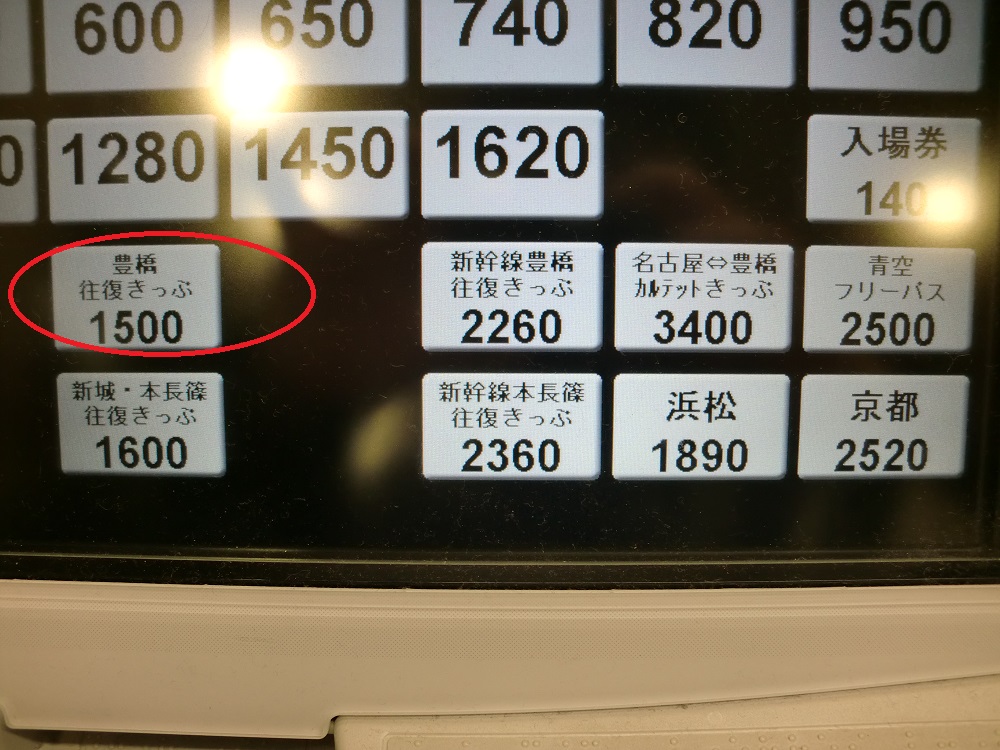 600
650
740
820
950
0
1280
1450
1620
入場券
140
豊橋
往復きっぷ
1500
新幹線豊橋
往復きっぷ
2260
名古屋⇔豊橋
ｶﾙﾃｯﾄきっぷ
3400
青空
フリーパス
2500
新城・本長篠
往復きっぷ
1600
新幹線本長篠
往復きっぷ
2360
浜松
1890
京都
2520